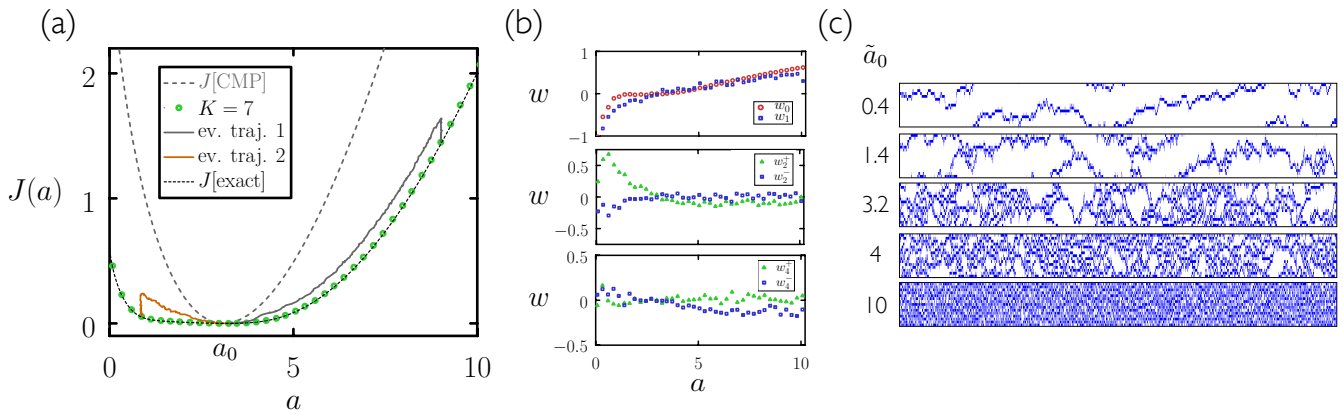 (a)
2
1
0
J(a)
J[CMP]
K = 7
ev. traj. 1
ev. traj. 2
J[exact]
a₀
0
5
10
a
(b)
1
0
−1
w
w₀
w₁
0.5
0
−0.5
w
w₂⁺
w₂⁻
0.5
0
−0.5
w
w₄⁺
w₄⁻
0
5
10
a
(c)
ã₀
0.4
1.4
3.2
4
10